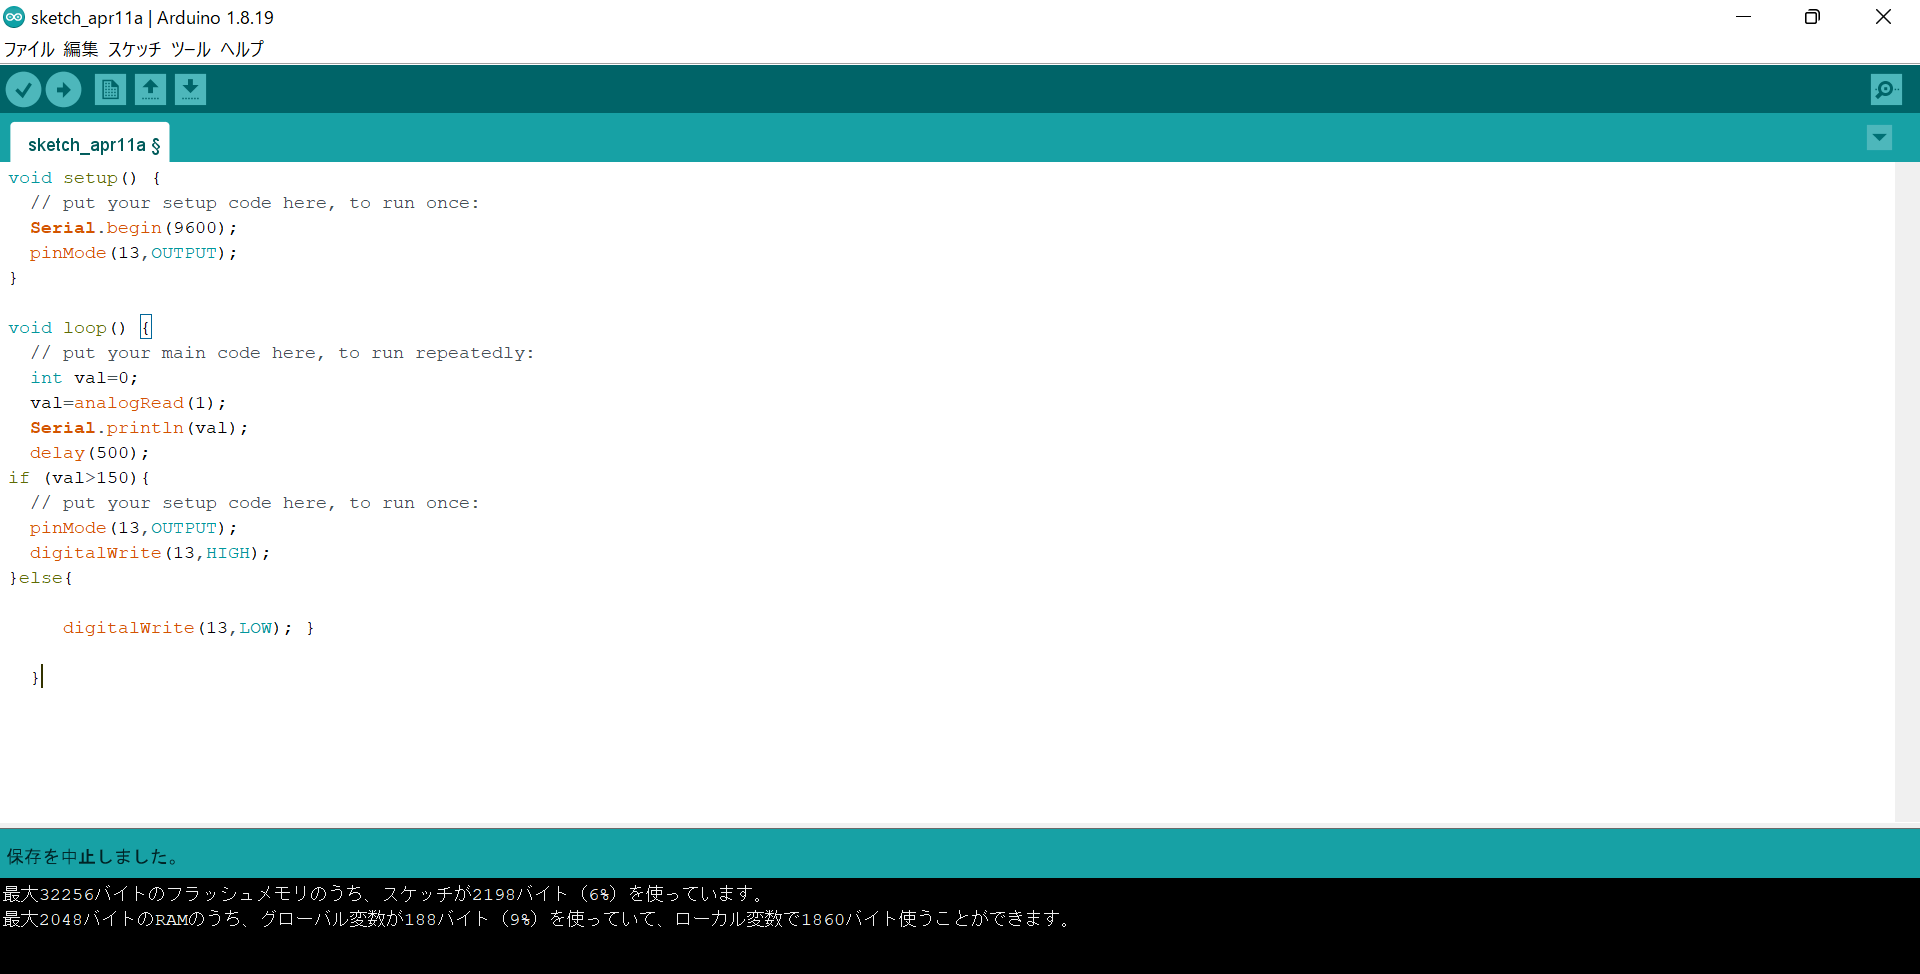 sketch_apr11a | Arduino 1.8.19
ファイル 編集 スケッチ ツール ヘルプ
sketch_apr11a §
void setup() {
  // put your setup code here, to run once:
  Serial.begin(9600);
  pinMode(13,OUTPUT);
}

void loop() {
  // put your main code here, to run repeatedly:
  int val=0;
  val=analogRead(1);
  Serial.println(val);
  delay(500);
if (val>150){
  // put your setup code here, to run once:
  pinMode(13,OUTPUT);
  digitalWrite(13,HIGH);
}else{

     digitalWrite(13,LOW); }

  }
保存を中止しました。
最大32256バイトのフラッシュメモリのうち、スケッチが2198バイト（6%）を使っています。
最大2048バイトのRAMのうち、グローバル変数が188バイト（9%）を使っていて、ローカル変数で1860バイト使うことができます。